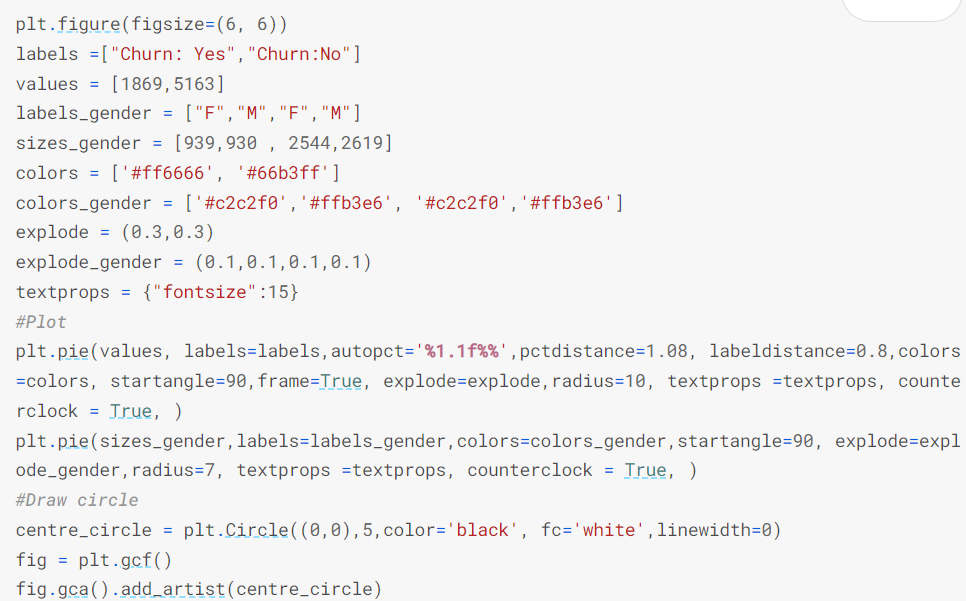 plt.figure(figsize=(6, 6))
labels =["Churn: Yes","Churn:No"]
values = [1869,5163]
labels_gender = ["F","M","F","M"]
sizes_gender = [939,930 , 2544,2619]
colors = ['#ff6666', '#66b3ff']
colors_gender = ['#c2c2f0','#ffb3e6', '#c2c2f0','#ffb3e6']
explode = (0.3,0.3)
explode_gender = (0.1,0.1,0.1,0.1)
textprops = {"fontsize":15}
#Plot
plt.pie(values, labels=labels,autopct='%1.1f%%',pctdistance=1.08, labeldistance=0.8,colors
=colors, startangle=90,frame=True, explode=explode,radius=10, textprops =textprops, counte
rclock = True, )
plt.pie(sizes_gender,labels=labels_gender,colors=colors_gender,startangle=90, explode=expl
ode_gender,radius=7, textprops =textprops, counterclock = True, )
#Draw circle
centre_circle = plt.Circle((0,0),5,color='black', fc='white',linewidth=0)
fig = plt.gcf()
fig.gca().add_artist(centre_circle)